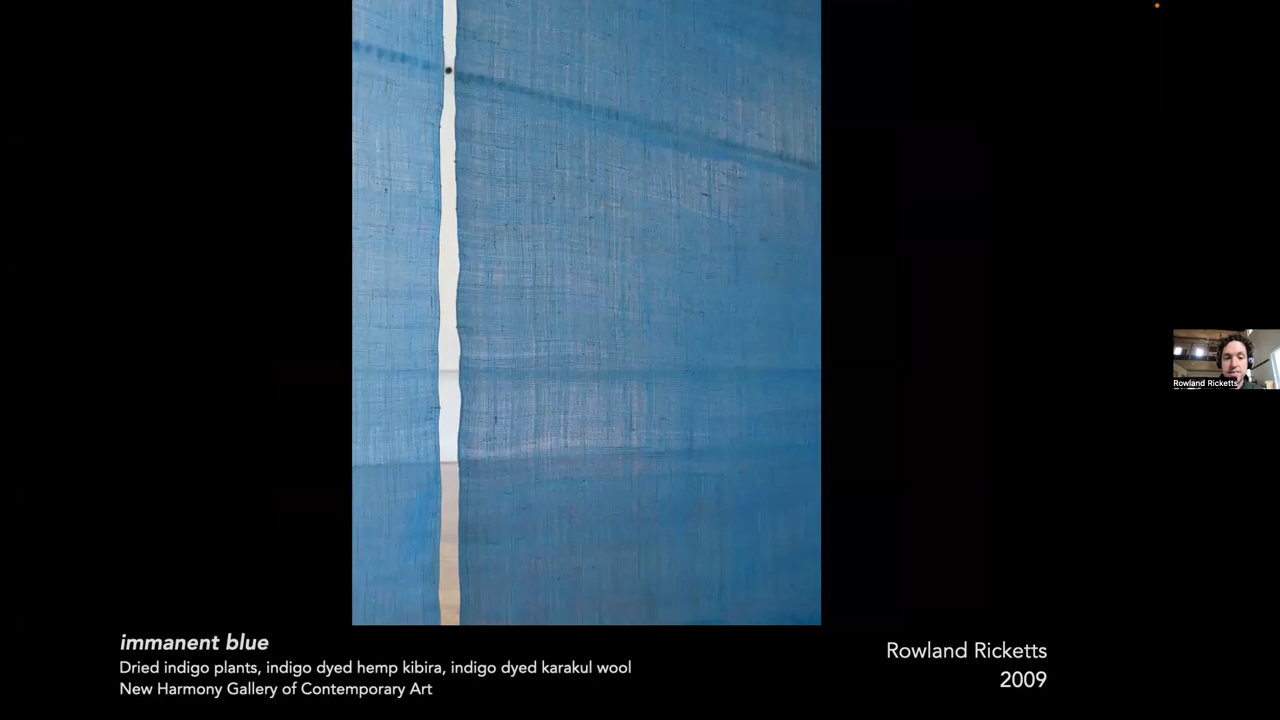 Rowland Ricketts
immanent blue
Dried indigo plants, indigo dyed hemp kibira, indigo dyed karakul wool
New Harmony Gallery of Contemporary Art
Rowland Ricketts
2009